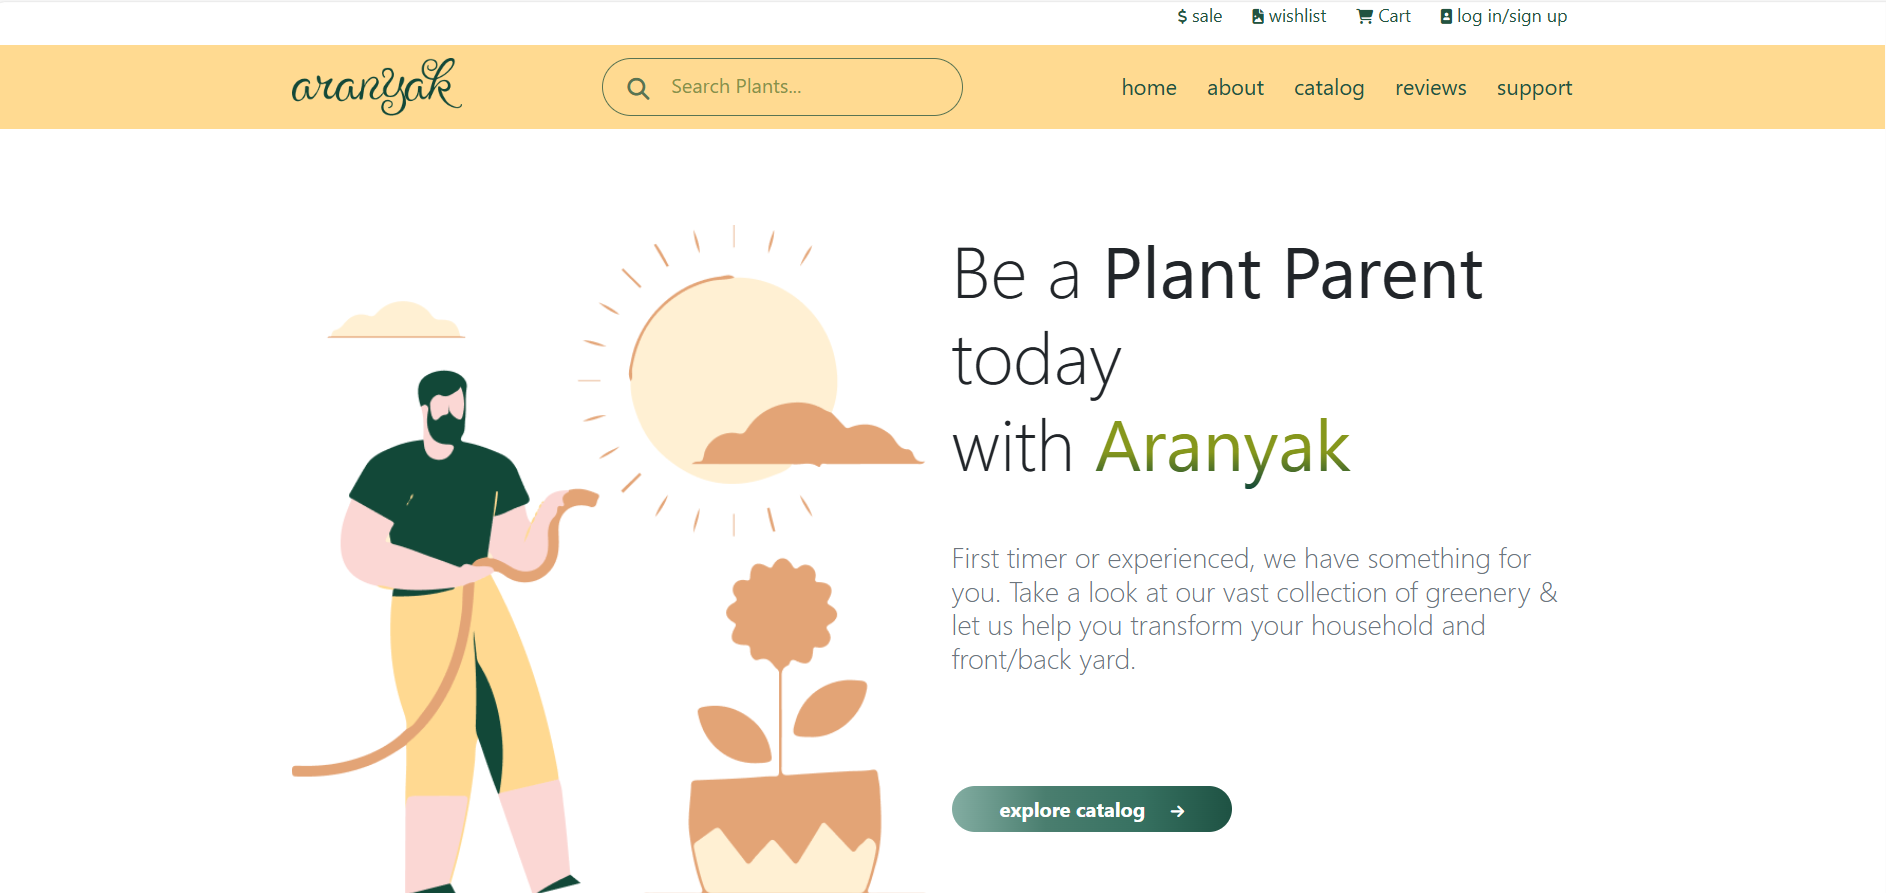 $ sale wishlist Cart log in/sign up
aranyak Search Plants... home about catalog reviews support
Be a Plant Parent
today
with Aranyak
First timer or experienced, we have something for
you. Take a look at our vast collection of greenery &
let us help you transform your household and
front/back yard.
explore catalog →